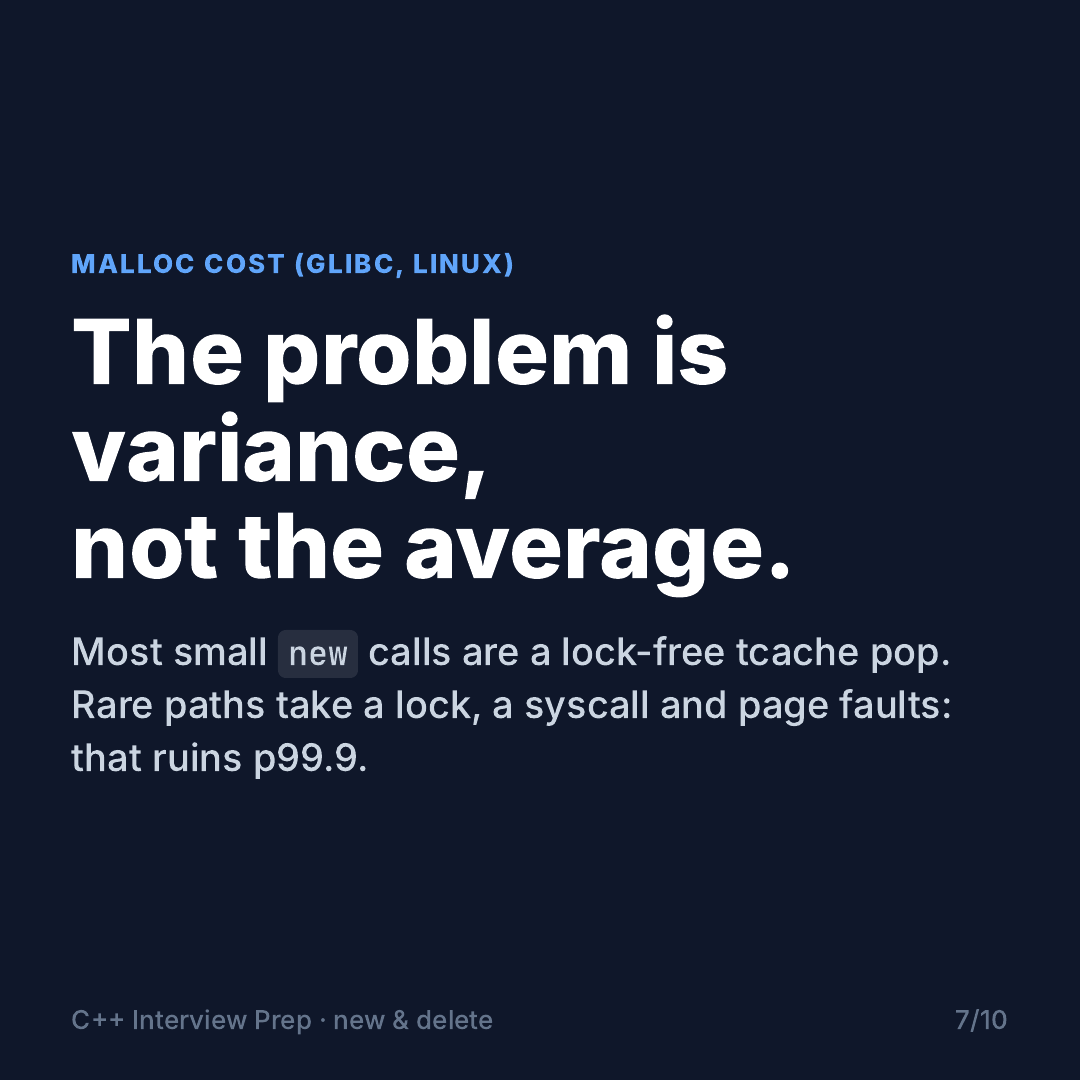 MALLOC COST (GLIBC, LINUX)
The problem is
variance,
not the average.
Most small new calls are a lock-free tcache pop.
Rare paths take a lock, a syscall and page faults:
that ruins p99.9.
C++ Interview Prep · new & delete
7/10